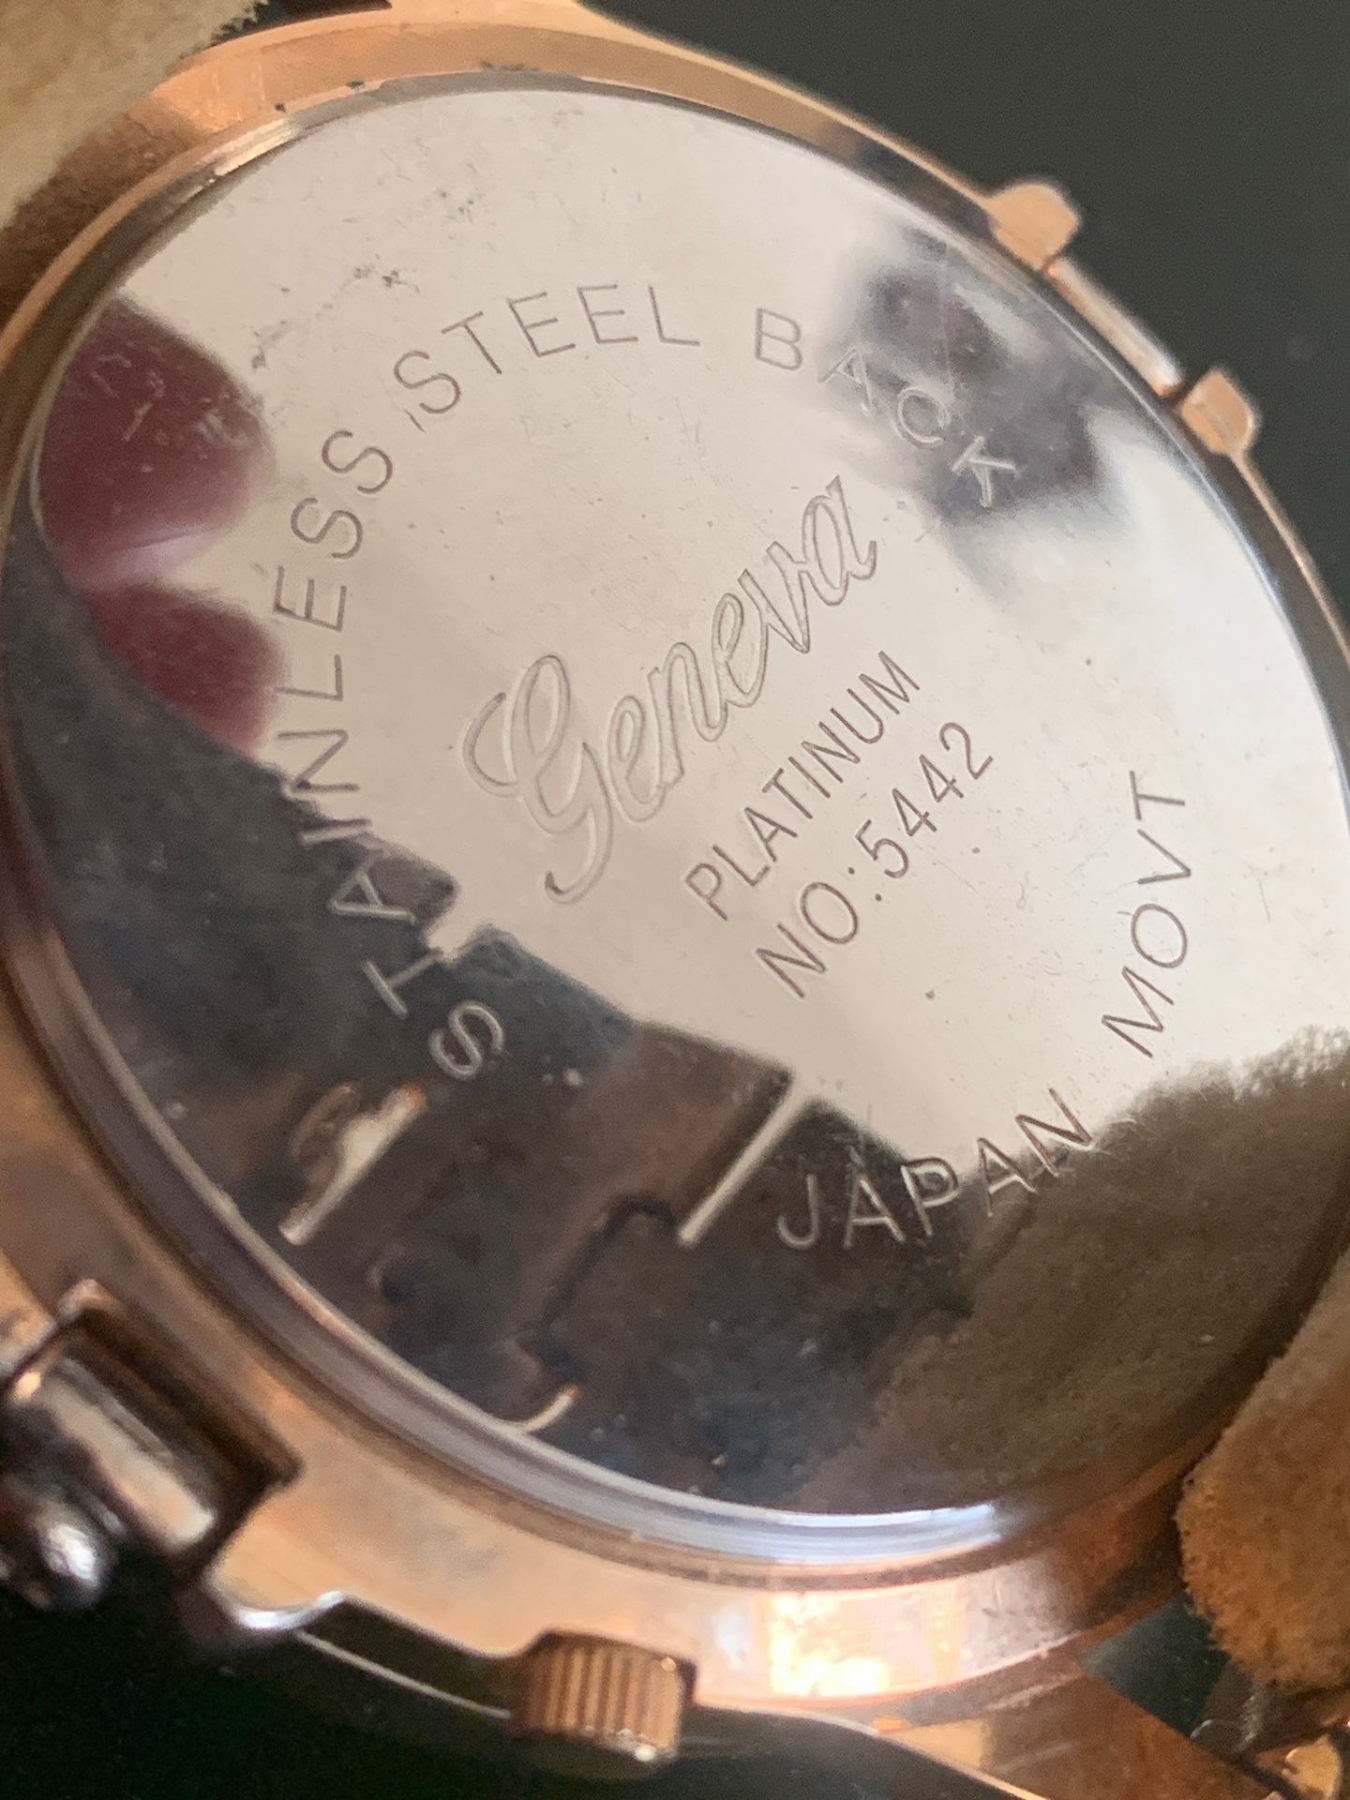 STAINLESS STEEL BACK
Geneva
PLATINUM
NO:5442
JAPAN MOVT